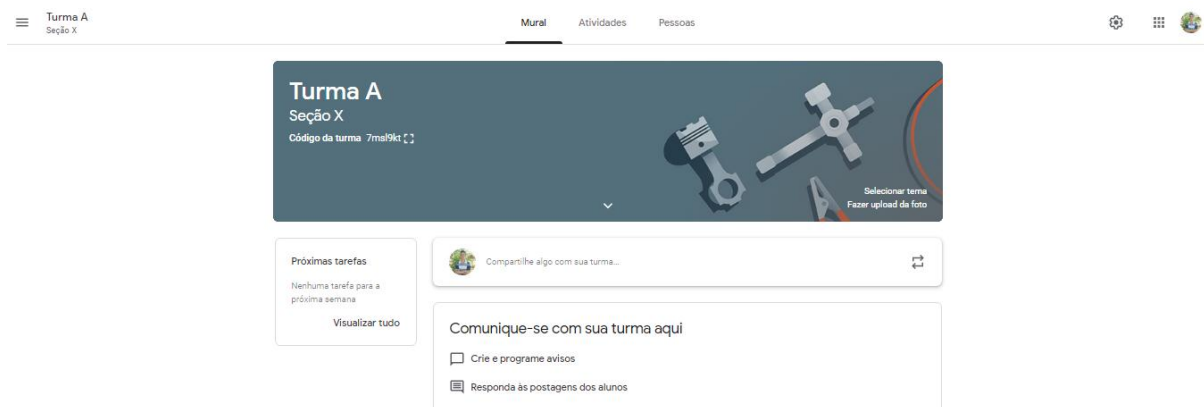 Turma A
Seção X
Mural Atividades Pessoas
Turma A
Seção X
Código da turma 7msl9kt
Selecionar tema
Fazer upload da foto
Próximas tarefas
Nenhuma tarefa para a
próxima semana
Visualizar tudo
Compartilhe algo com sua turma...
Comunique-se com sua turma aqui
Crie e programe avisos
Responda às postagens dos alunos